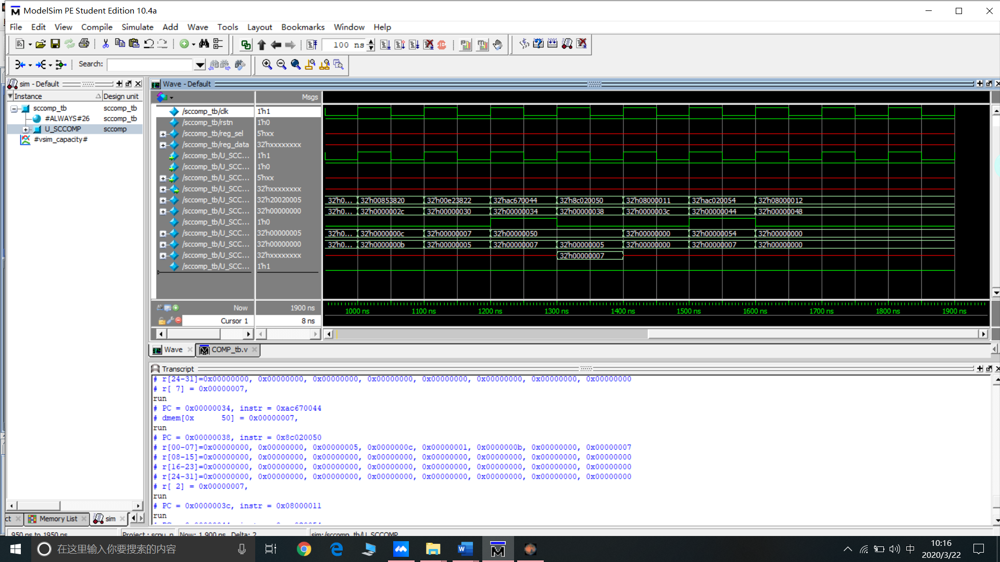 ModelSim PE Student Edition 10.4a
File Edit View Compile Simulate Add Wave Tools Layout Bookmarks Window Help
100 ns
Search:
sim - Default
Instance Design unit
sccomp_tb sccomp_tb
#ALWAYS#26 sccomp_tb
U_SCCOMP sccomp
#vsim_capacity#
Wave - Default
Msgs
/sccomp_tb/clk 1'h1
/sccomp_tb/rstn 1'h0
/sccomp_tb/reg_sel 5'hxx
/sccomp_tb/reg_data 32'hxxxxxxxx
/sccomp_tb/U_SCC... 1'h1
/sccomp_tb/U_SCC... 1'h0
/sccomp_tb/U_SCC... 5'hxx
/sccomp_tb/U_SCC... 32'hxxxxxxxx
/sccomp_tb/U_SCC... 32'h20020005 32'h0... 32'h00853820 32'h00e23822 32'hac670044 32'h8c020050 32'h08000011 32'hac020054 32'h08000012
/sccomp_tb/U_SCC... 32'h00000000 32'h0... 32'h0000002c 32'h00000030 32'h00000034 32'h00000038 32'h0000003c 32'h00000044 32'h00000048
/sccomp_tb/U_SCC... 1'h0
/sccomp_tb/U_SCC... 32'h00000005 32'h0... 32'h0000000c 32'h00000007 32'h00000050 32'h00000000 32'h00000054 32'h00000000
/sccomp_tb/U_SCC... 32'h00000000 32'h0... 32'h0000000b 32'h00000005 32'h00000007 32'h00000005 32'h00000000 32'h00000007 32'h00000000
/sccomp_tb/U_SCC... 32'hxxxxxxxx 32'h00000007
/sccomp_tb/U_SCC... 1'h1
Now 1900 ns
1000 ns 1100 ns 1200 ns 1300 ns 1400 ns 1500 ns 1600 ns 1700 ns 1800 ns 1900 ns
Cursor 1 8 ns
Wave COMP_tb.v
Transcript
# r[24-31]=0x00000000, 0x00000000, 0x00000000, 0x00000000, 0x00000000, 0x00000000, 0x00000000, 0x00000000
# r[ 7] = 0x00000007,
run
# PC = 0x00000034, instr = 0xac670044
# dmem[0x      50] = 0x00000007,
run
# PC = 0x00000038, instr = 0x8c020050
# r[00-07]=0x00000000, 0x00000000, 0x00000005, 0x0000000c, 0x00000001, 0x0000000b, 0x00000000, 0x00000007
# r[08-15]=0x00000000, 0x00000000, 0x00000000, 0x00000000, 0x00000000, 0x00000000, 0x00000000, 0x00000000
# r[16-23]=0x00000000, 0x00000000, 0x00000000, 0x00000000, 0x00000000, 0x00000000, 0x00000000, 0x00000000
# r[24-31]=0x00000000, 0x00000000, 0x00000000, 0x00000000, 0x00000000, 0x00000000, 0x00000000, 0x00000000
# r[ 2] = 0x00000007,
run
# PC = 0x0000003c, instr = 0x08000011
run
ct Memory List sim
950 ns to 1950 ns Project : scpu_n Now: 1,900 ns Delta: 2 sim:/sccomp_tb/U_SCCOMP
在这里输入你要搜索的内容
中
10:16
2020/3/22